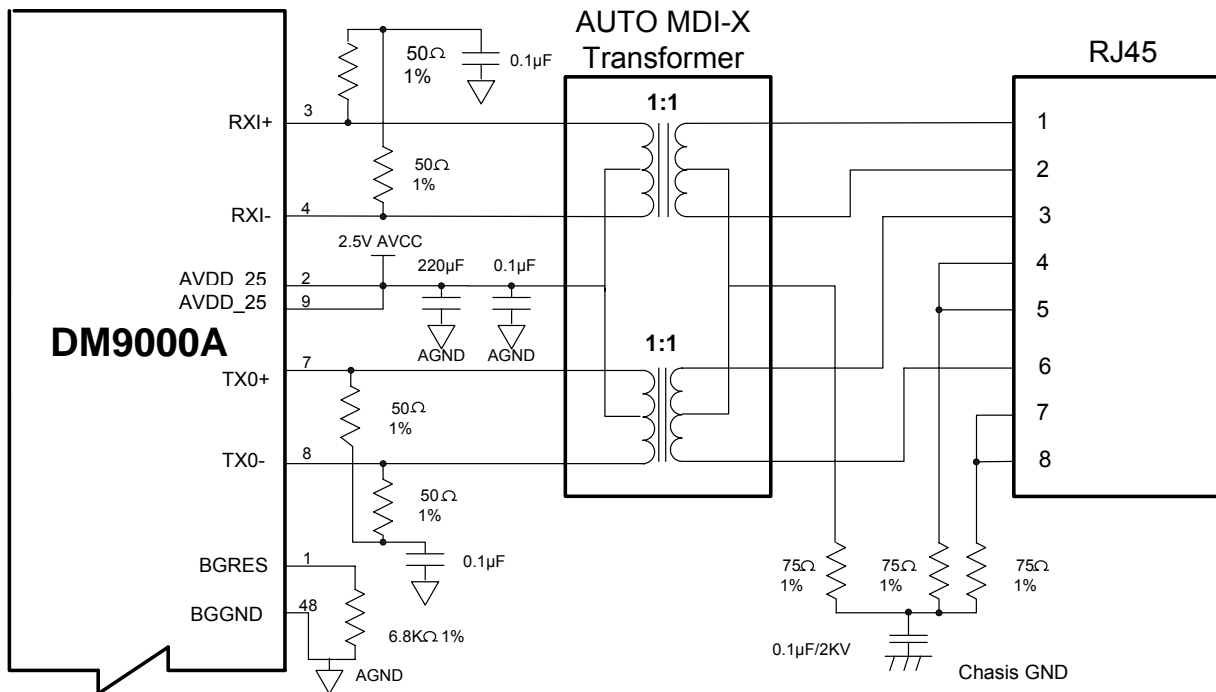 AUTO MDI-X
Transformer
RJ45
50Ω
1%
0.1µF
1:1
RXI+
3
1
50Ω
1%
2
RXI-
4
3
2.5V AVCC
4
AVDD_25
2
220µF
0.1µF
AVDD_25
9
5
DM9000A
AGND
AGND
1:1
TX0+
7
6
50Ω
1%
7
TX0-
8
8
50Ω
1%
BGRES
1
0.1µF
75Ω
1%
75Ω
1%
75Ω
1%
BGGND
48
6.8KΩ 1%
0.1µF/2KV
AGND
Chasis GND